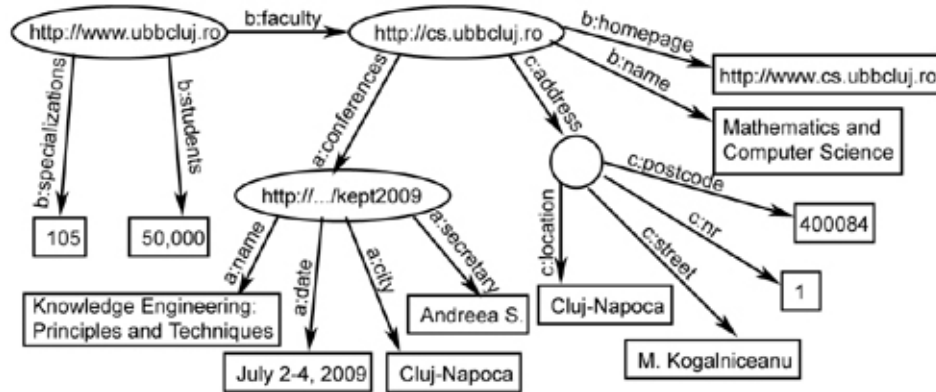 http://www.ubbcluj.ro
b:faculty
http://cs.ubbcluj.ro
b:homepage
b:name
http://www.cs.ubbcluj.ro
Mathematics and
Computer Science
b:specializations
b:students
a:conferences
c:address
c:postcode
400084
105
50,000
http://.../kept2009
c:location
c:street
c:nr
1
a:name
a:date
a:city
a:secretary
Knowledge Engineering:
Principles and Techniques
Andreea S.
Cluj-Napoca
July 2-4, 2009
Cluj-Napoca
M. Kogalniceanu